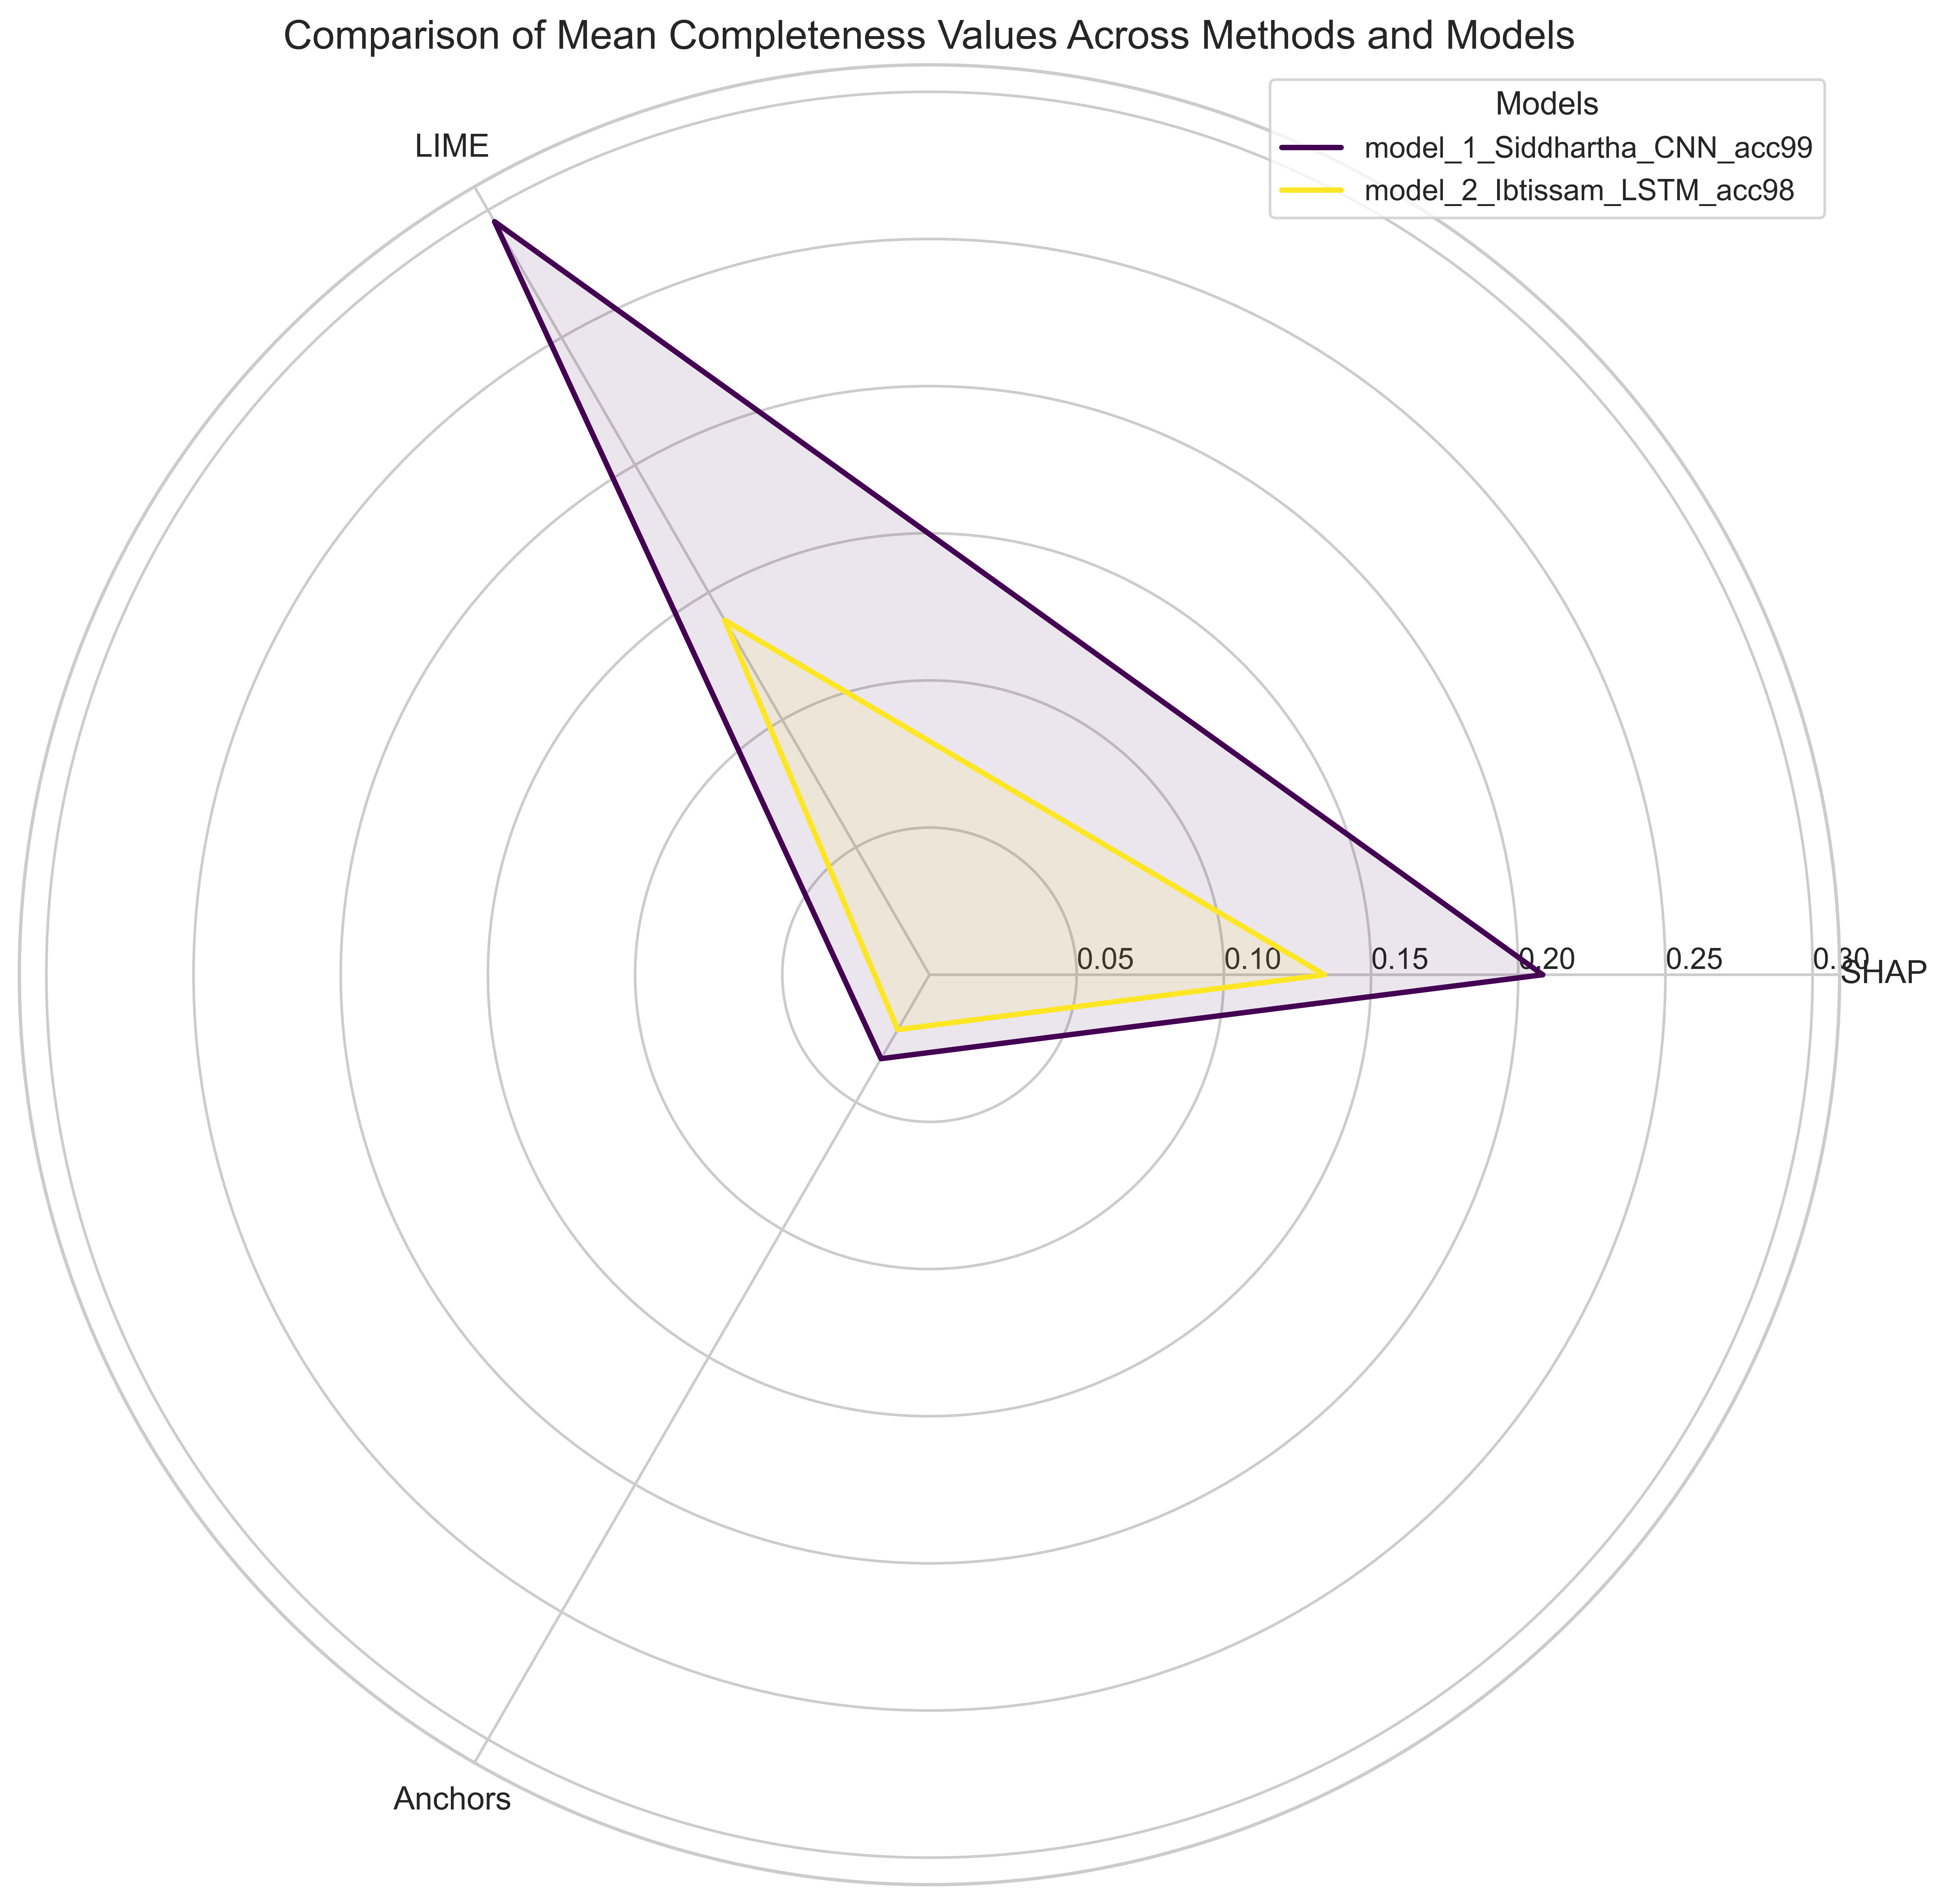 Comparison of Mean Completeness Values Across Methods and Models
Models
model_1_Siddhartha_CNN_acc99
model_2_Ibtissam_LSTM_acc98
LIME
0.05
0.10
0.15
0.20
0.25
0.30
SHAP
Anchors